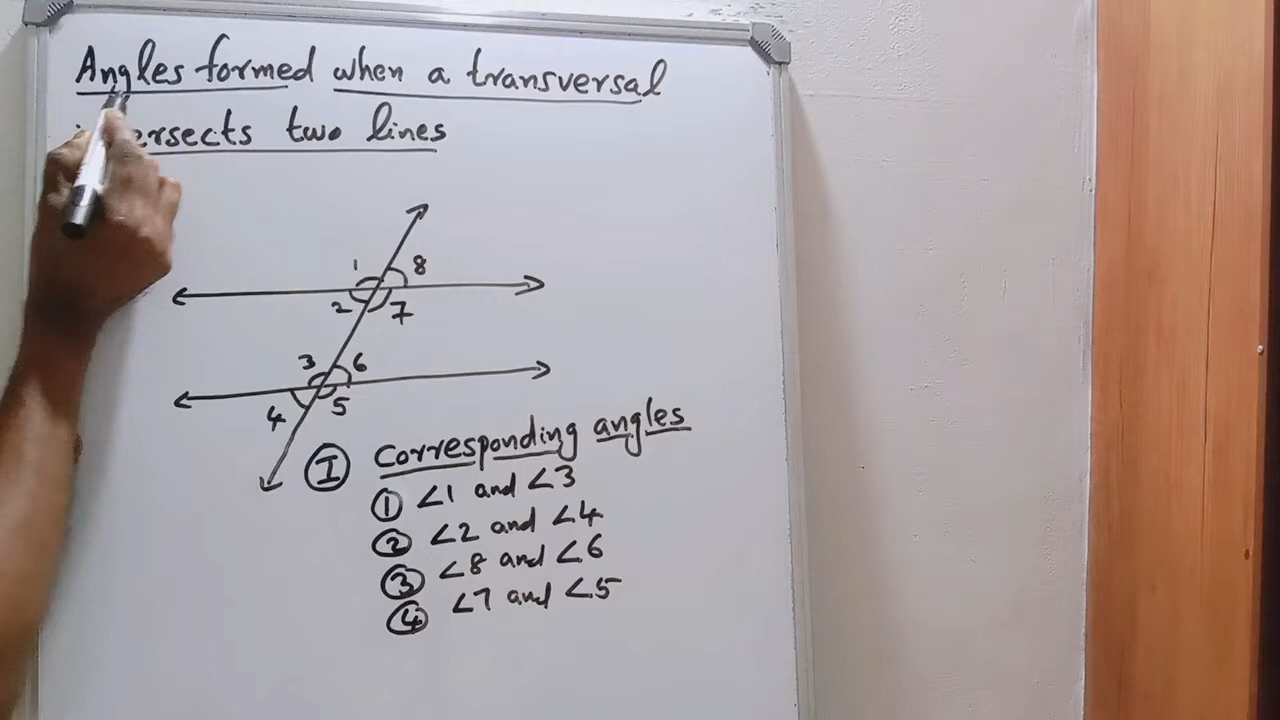 Angles formed when a transversal
ersects two lines
1 8
2 7
3 6
4 5
I Corresponding angles
1 ∠1 and ∠3
2 ∠2 and ∠4
3 ∠8 and ∠6
4 ∠7 and ∠5